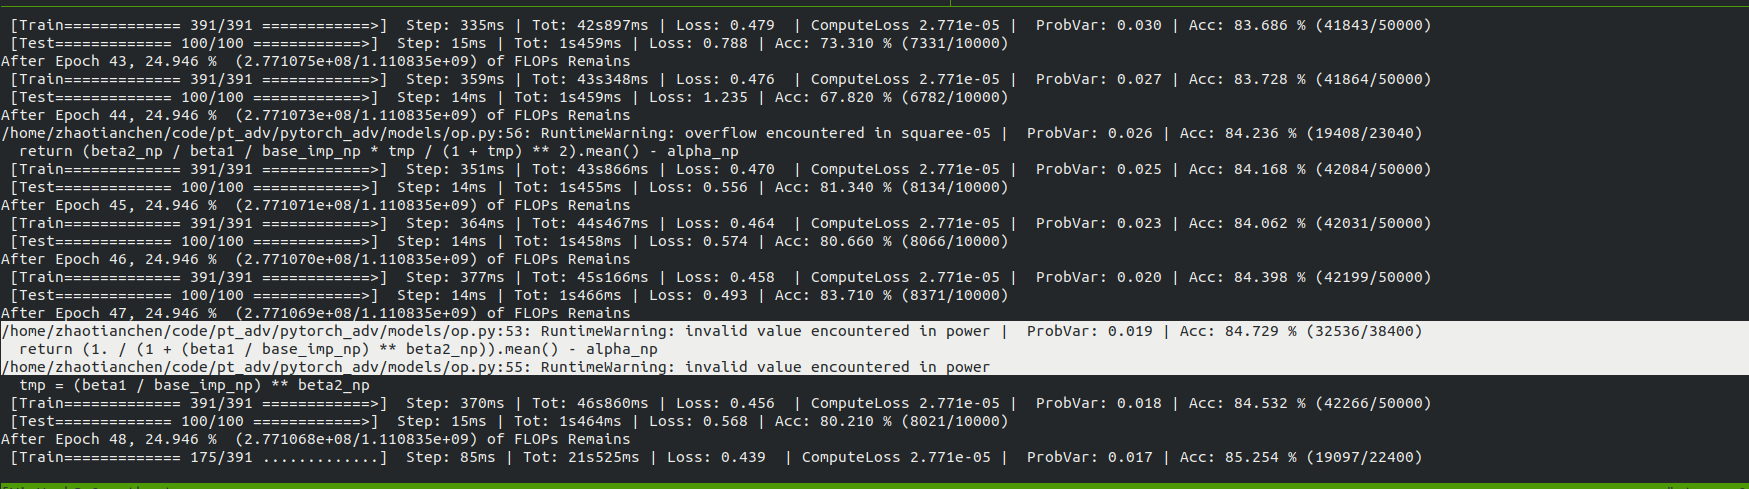 [Train============= 391/391 ============>]  Step: 335ms | Tot: 42s897ms | Loss: 0.479  | ComputeLoss 2.771e-05 |  ProbVar: 0.030 | Acc: 83.686 % (41843/50000)
[Test============= 100/100 ============>]  Step: 15ms | Tot: 1s459ms | Loss: 0.788 | Acc: 73.310 % (7331/10000)
After Epoch 43, 24.946 %  (2.771075e+08/1.110835e+09) of FLOPs Remains
[Train============= 391/391 ============>]  Step: 359ms | Tot: 43s348ms | Loss: 0.476  | ComputeLoss 2.771e-05 |  ProbVar: 0.027 | Acc: 83.728 % (41864/50000)
[Test============= 100/100 ============>]  Step: 14ms | Tot: 1s459ms | Loss: 1.235 | Acc: 67.820 % (6782/10000)
After Epoch 44, 24.946 %  (2.771073e+08/1.110835e+09) of FLOPs Remains
/home/zhaotianchen/code/pt_adv/pytorch_adv/models/op.py:56: RuntimeWarning: overflow encountered in squaree-05 |  ProbVar: 0.026 | Acc: 84.236 % (19408/23040)
return (beta2_np / beta1 / base_imp_np * tmp / (1 + tmp) ** 2).mean() - alpha_np
[Train============= 391/391 ============>]  Step: 351ms | Tot: 43s866ms | Loss: 0.470  | ComputeLoss 2.771e-05 |  ProbVar: 0.025 | Acc: 84.168 % (42084/50000)
[Test============= 100/100 ============>]  Step: 14ms | Tot: 1s455ms | Loss: 0.556 | Acc: 81.340 % (8134/10000)
After Epoch 45, 24.946 %  (2.771071e+08/1.110835e+09) of FLOPs Remains
[Train============= 391/391 ============>]  Step: 364ms | Tot: 44s467ms | Loss: 0.464  | ComputeLoss 2.771e-05 |  ProbVar: 0.023 | Acc: 84.062 % (42031/50000)
[Test============= 100/100 ============>]  Step: 14ms | Tot: 1s458ms | Loss: 0.574 | Acc: 80.660 % (8066/10000)
After Epoch 46, 24.946 %  (2.771070e+08/1.110835e+09) of FLOPs Remains
[Train============= 391/391 ============>]  Step: 377ms | Tot: 45s166ms | Loss: 0.458  | ComputeLoss 2.771e-05 |  ProbVar: 0.020 | Acc: 84.398 % (42199/50000)
[Test============= 100/100 ============>]  Step: 14ms | Tot: 1s466ms | Loss: 0.493 | Acc: 83.710 % (8371/10000)
After Epoch 47, 24.946 %  (2.771069e+08/1.110835e+09) of FLOPs Remains
/home/zhaotianchen/code/pt_adv/pytorch_adv/models/op.py:53: RuntimeWarning: invalid value encountered in power |  ProbVar: 0.019 | Acc: 84.729 % (32536/38400)
return (1. / (1 + (beta1 / base_imp_np) ** beta2_np)).mean() - alpha_np
/home/zhaotianchen/code/pt_adv/pytorch_adv/models/op.py:55: RuntimeWarning: invalid value encountered in power
tmp = (beta1 / base_imp_np) ** beta2_np
[Train============= 391/391 ============>]  Step: 370ms | Tot: 46s860ms | Loss: 0.456  | ComputeLoss 2.771e-05 |  ProbVar: 0.018 | Acc: 84.532 % (42266/50000)
[Test============= 100/100 ============>]  Step: 15ms | Tot: 1s464ms | Loss: 0.568 | Acc: 80.210 % (8021/10000)
After Epoch 48, 24.946 %  (2.771068e+08/1.110835e+09) of FLOPs Remains
[Train============= 175/391 .............]  Step: 85ms | Tot: 21s525ms | Loss: 0.439  | ComputeLoss 2.771e-05 |  ProbVar: 0.017 | Acc: 85.254 % (19097/22400)